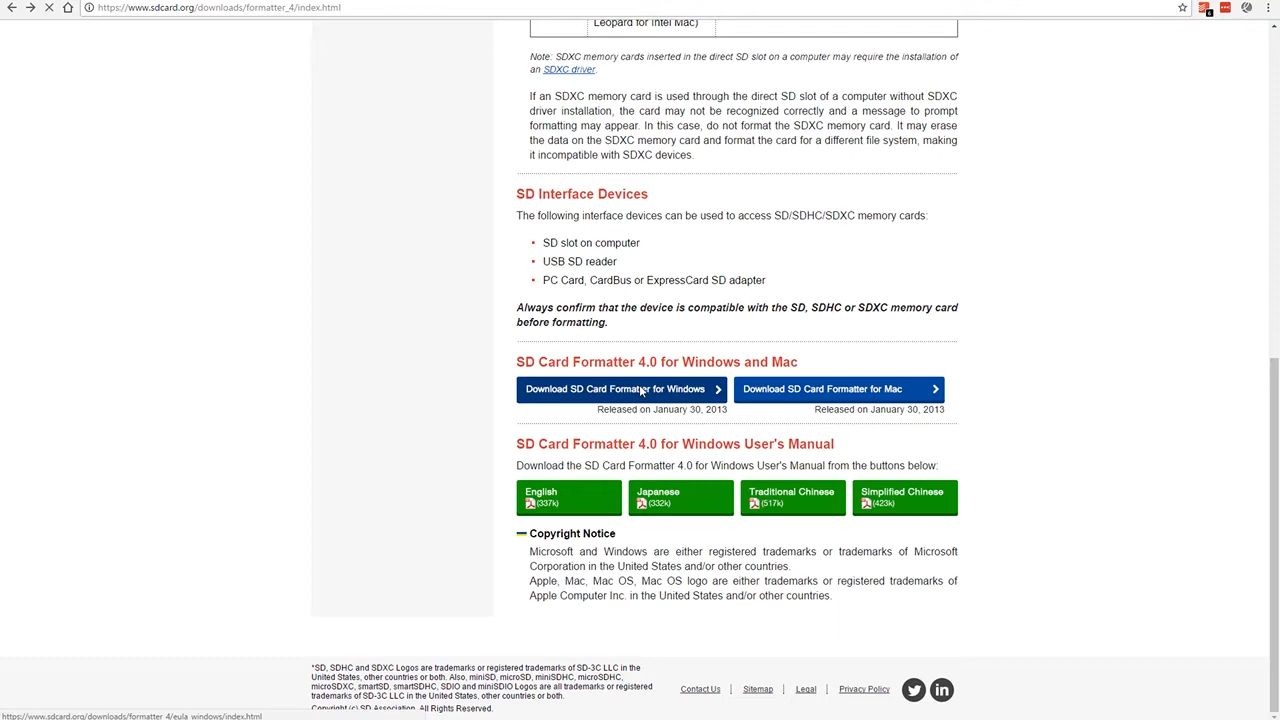 https://www.sdcard.org/downloads/formatter_4/index.html
6
Leopard for Intel Mac)
Note: SDXC memory cards inserted in the direct SD slot on a computer may require the installation of
an SDXC driver.
If an SDXC memory card is used through the direct SD slot of a computer without SDXC
driver installation, the card may not be recognized correctly and a message to prompt
formatting may appear. In this case, do not format the SDXC memory card. It may erase
the data on the SDXC memory card and format the card for a different file system, making
it incompatible with SDXC devices.
SD Interface Devices
The following interface devices can be used to access SD/SDHC/SDXC memory cards:
SD slot on computer
USB SD reader
PC Card, CardBus or ExpressCard SD adapter
Always confirm that the device is compatible with the SD, SDHC or SDXC memory card
before formatting.
SD Card Formatter 4.0 for Windows and Mac
Download SD Card Formatter for Windows
Download SD Card Formatter for Mac
Released on January 30, 2013
Released on January 30, 2013
SD Card Formatter 4.0 for Windows User's Manual
Download the SD Card Formatter 4.0 for Windows User's Manual from the buttons below:
English
(337k)
Japanese
(332k)
Traditional Chinese
(517k)
Simplified Chinese
(423k)
Copyright Notice
Microsoft and Windows are either registered trademarks or trademarks of Microsoft
Corporation in the United States and/or other countries.
Apple, Mac, Mac OS, Mac OS logo are either trademarks or registered trademarks of
Apple Computer Inc. in the United States and/or other countries.
*SD, SDHC and SDXC Logos are trademarks or registered trademarks of SD-3C LLC in the
United States, other countries or both. Also, miniSD, microSD, miniSDHC, microSDHC,
microSDXC, smartSD, smartSDHC, SDIO and miniSDIO Logos are all trademarks or registered
trademarks of SD-3C LLC in the United States, other countries or both.
Copyright (c) SD Association. All Rights Reserved.
Contact Us | Sitemap | Legal | Privacy Policy
in
https://www.sdcard.org/downloads/formatter_4/eula_windows/index.html